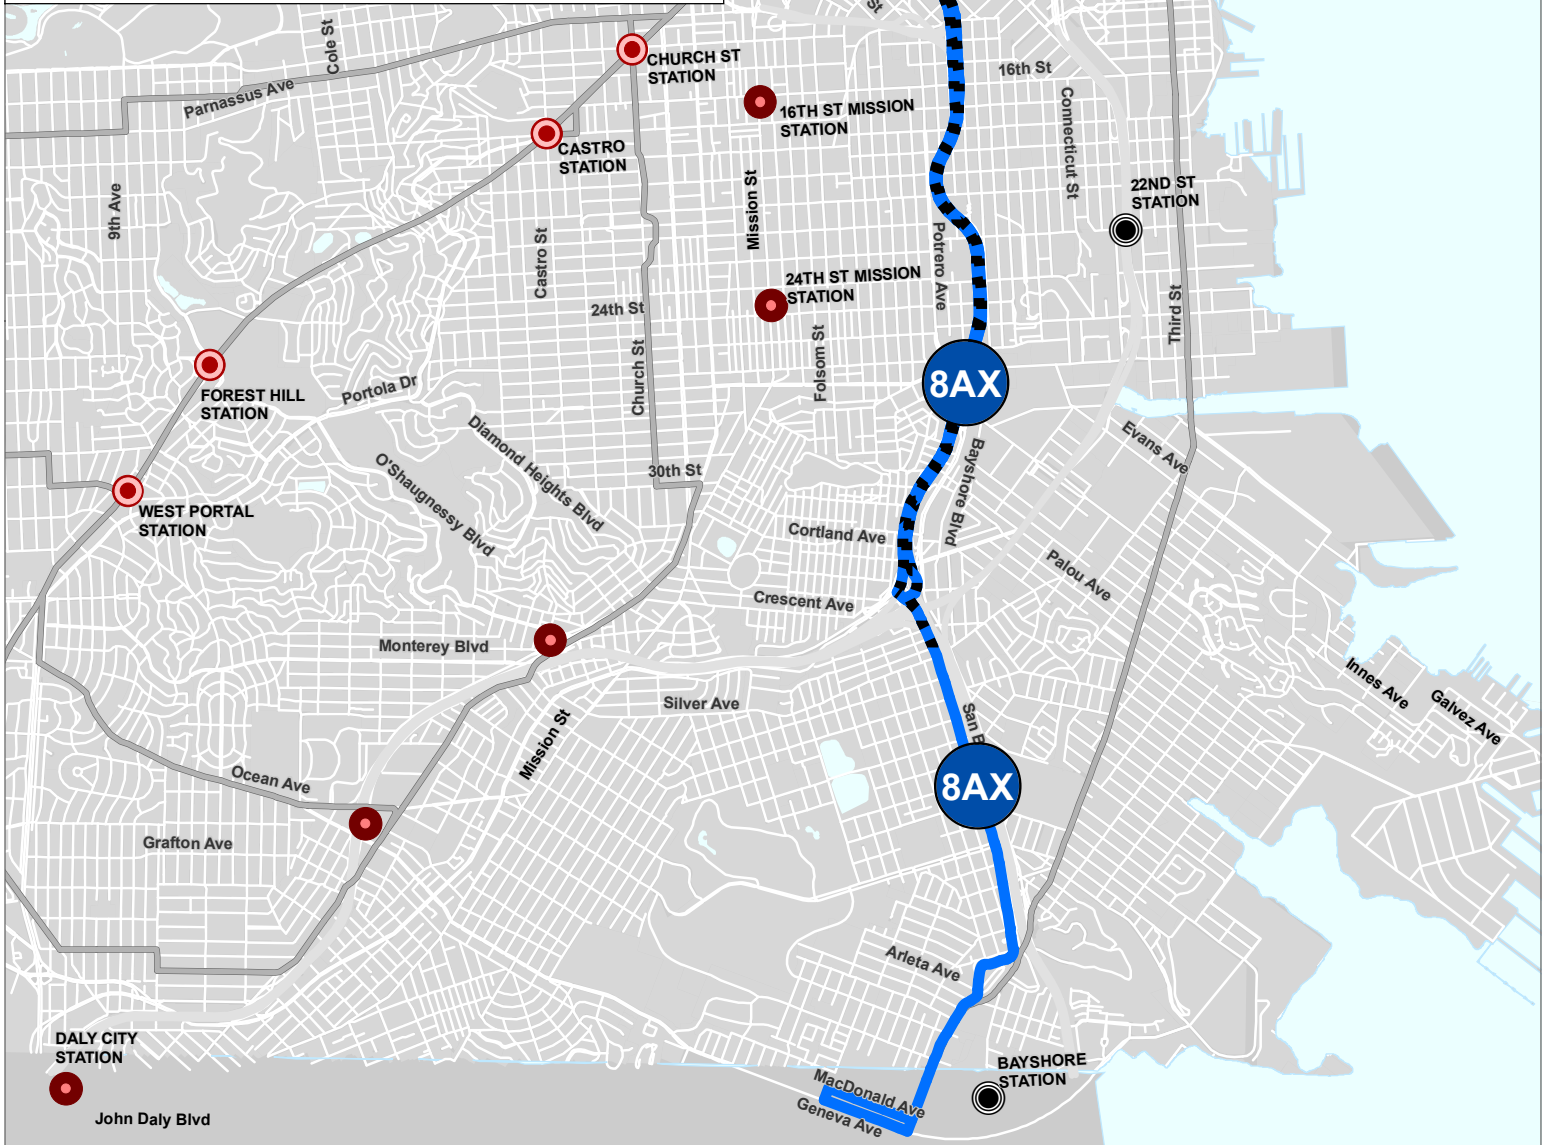 St
Cole St
CHURCH ST
STATION
16th St
Parnassus Ave
16TH ST MISSION
STATION
Connecticut St
CASTRO
STATION
9th Ave
Mission St
22ND ST
STATION
Castro St
Potrero Ave
24TH ST MISSION
STATION
24th St
Third St
Folsom St
Church St
8AX
FOREST HILL
STATION
Portola Dr
Diamond Heights Blvd
Evans Ave
O'Shaugnessy Blvd
30th St
Bayshore Blvd
WEST PORTAL
STATION
Cortland Ave
Palou Ave
Crescent Ave
Monterey Blvd
Silver Ave
Innes Ave
Galvez Ave
Mission St
San B
Ocean Ave
8AX
Grafton Ave
Arleta Ave
DALY CITY
STATION
BAYSHORE
STATION
MacDonald Ave
Geneva Ave
John Daly Blvd